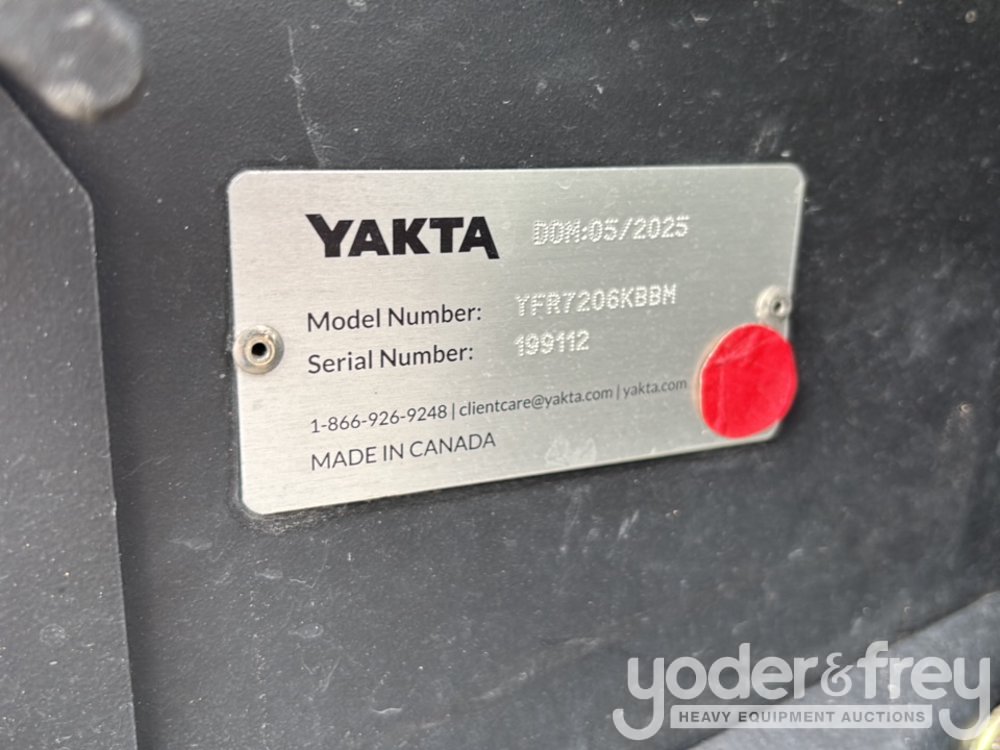 YAKTA DOM:05/2025
Model Number: YFR7206KBBM
Serial Number: 199112
1-866-926-9248 | clientcare@yakta.com | yakta.com
MADE IN CANADA
yoder&frey
HEAVY EQUIPMENT AUCTIONS